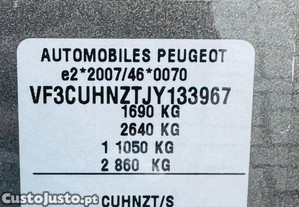 AUTOMOBILES PEUGEOT
e2*2007/46*0070
VF3CUHNZTJY133967
1690 KG
2640 KG
1 1050 KG
2 860 KG
CUHNZT/S
CustoJusto.pt